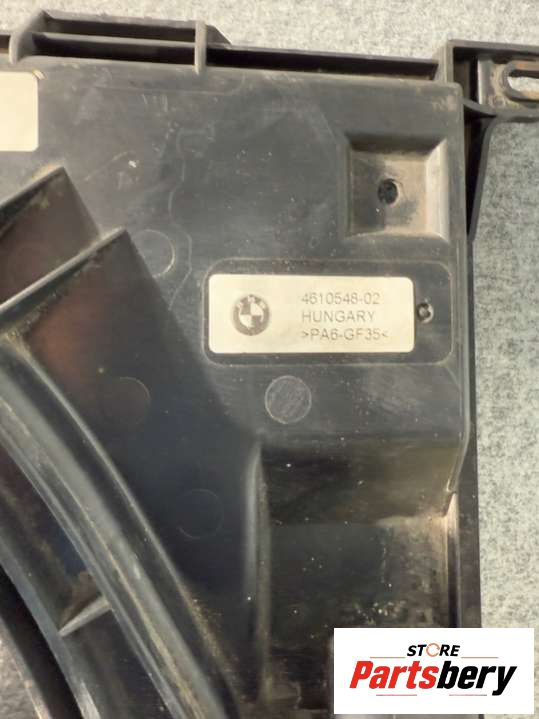 4610548-02
HUNGARY
>PA6-GF35<
STORE
Partsbery